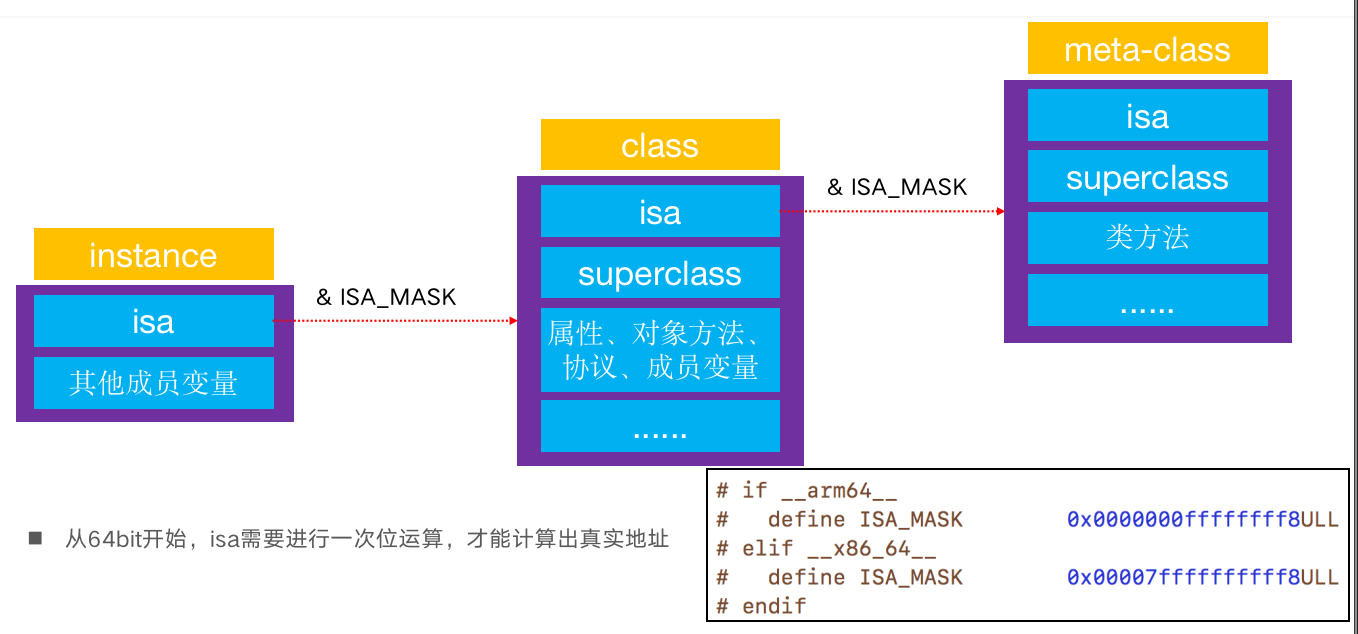 instance
isa
其他成员变量
& ISA_MASK
class
isa
superclass
属性、对象方法、
协议、成员变量
......
& ISA_MASK
meta-class
isa
superclass
类方法
......
■ 从64bit开始，isa需要进行一次位运算，才能计算出真实地址
# if __arm64__
#   define ISA_MASK        0x0000000ffffffff8ULL
# elif __x86_64__
#   define ISA_MASK        0x00007ffffffffff8ULL
# endif